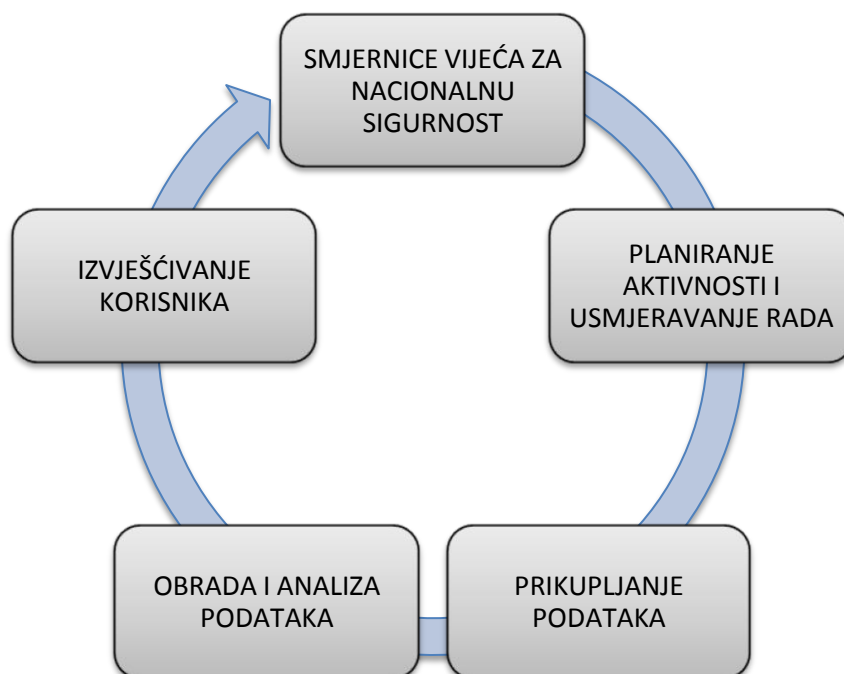 SMJERNICE VIJEĆA ZA
NACIONALNU
SIGURNOST
PLANIRANJE
AKTIVNOSTI I
USMJERAVANJE RADA
PRIKUPLJANJE
PODATAKA
OBRADA I ANALIZA
PODATAKA
IZVJEŠĆIVANJE
KORISNIKA